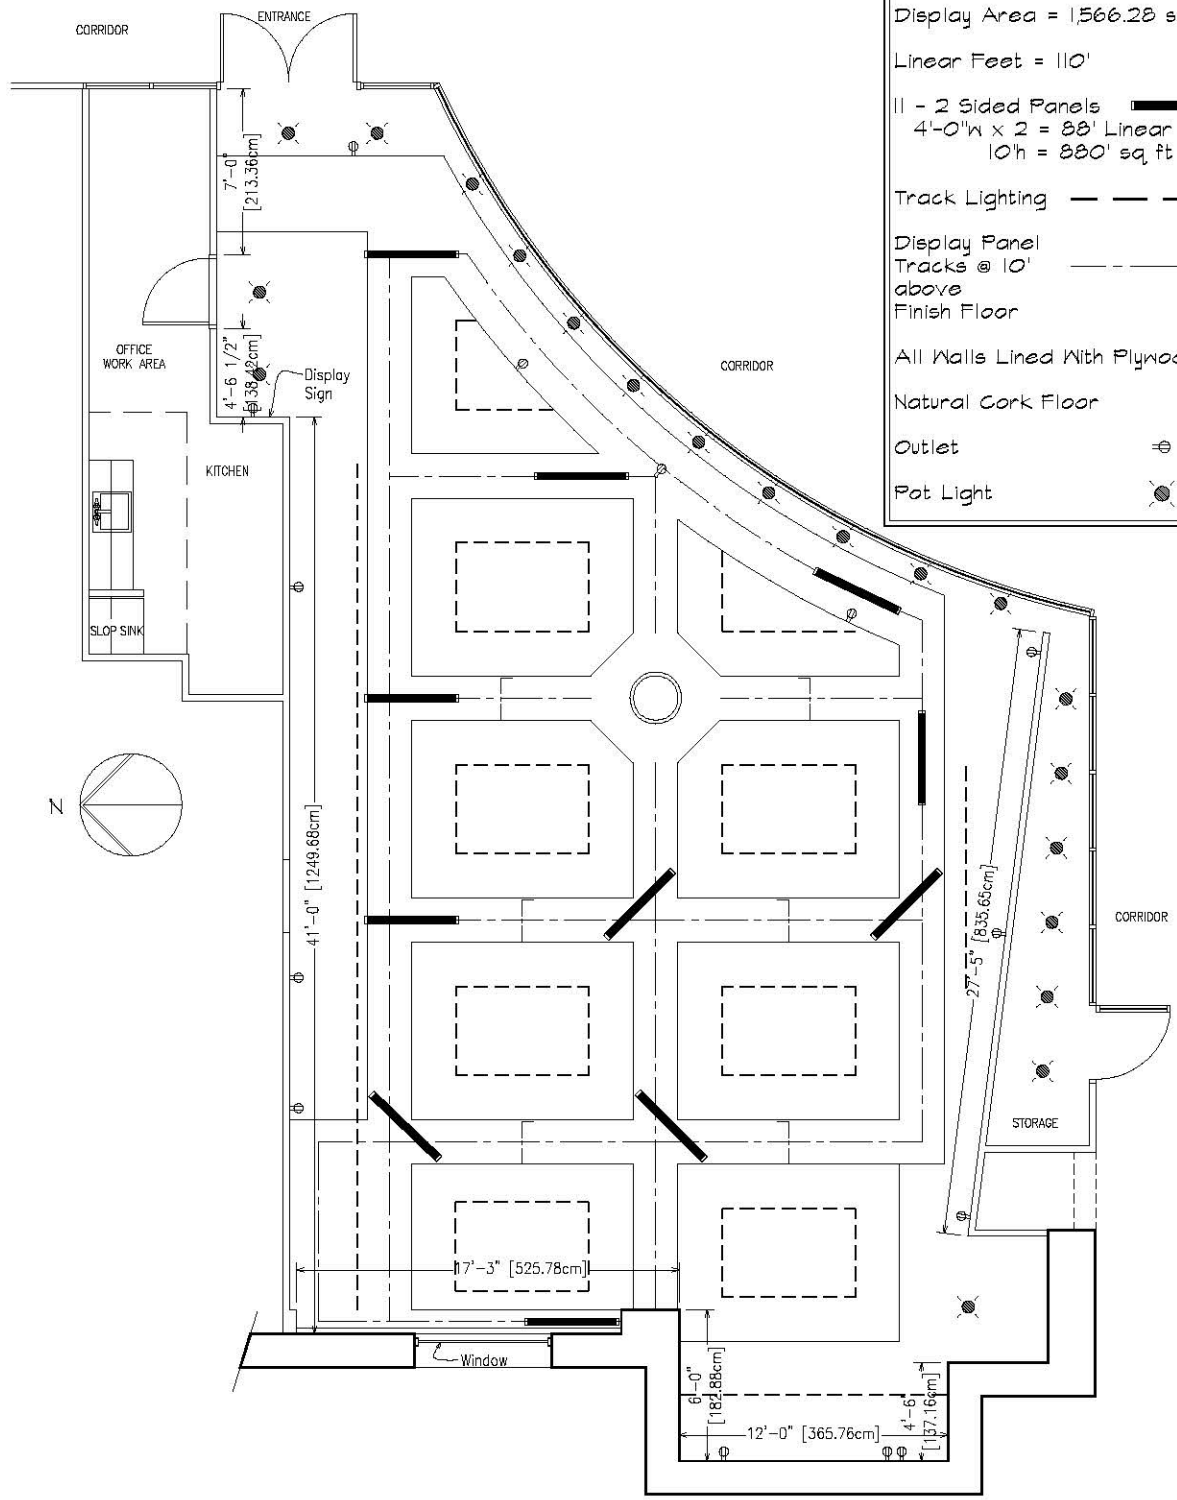 ENTRANCE
CORRIDOR
Display Area = 1,566.28 s
Linear Feet = 110'
11 - 2 Sided Panels
4'-0"w x 2 = 88' Linear
10'h = 880' sq ft
Track Lighting
Display Panel
Tracks @ 10'
above
Finish Floor
All Walls Lined With Plywoo
Natural Cork Floor
Outlet
Pot Light
7'-0"
[213.36cm]
OFFICE
WORK AREA
4'-6 1/2"
[138.42cm]
Display
Sign
CORRIDOR
KITCHEN
SLOP SINK
N
41'-0" [1249.68cm]
27'-5" [835.65cm]
CORRIDOR
STORAGE
17'-3" [525.78cm]
Window
6'-0"
[182.88cm]
4'-6"
[137.16cm]
12'-0" [365.76cm]